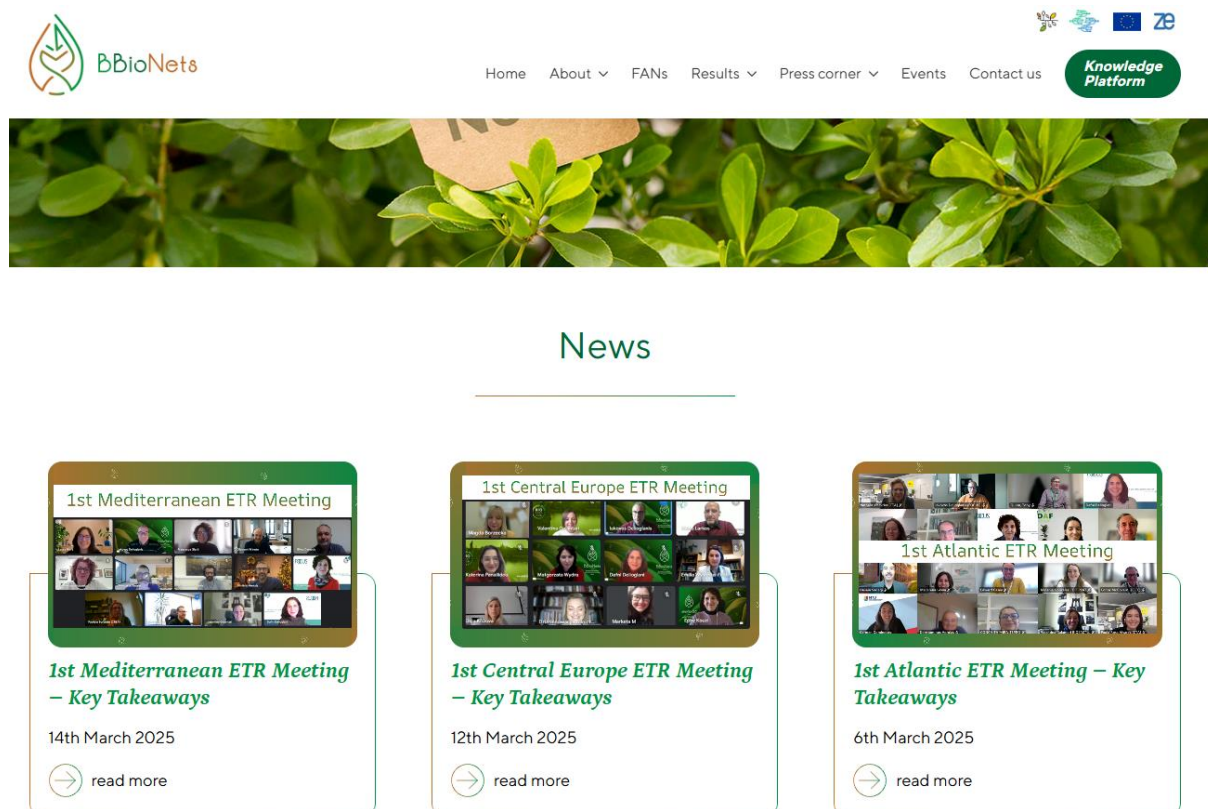 BBioNets
Home
About
FANs
Results
Press corner
Events
Contact us
Knowledge
Platform
News
1st Mediterranean ETR Meeting
1st Central Europe ETR Meeting
1st Atlantic ETR Meeting
1st Mediterranean ETR Meeting
– Key Takeaways
14th March 2025
read more
1st Central Europe ETR Meeting
– Key Takeaways
12th March 2025
read more
1st Atlantic ETR Meeting – Key
Takeaways
6th March 2025
read more